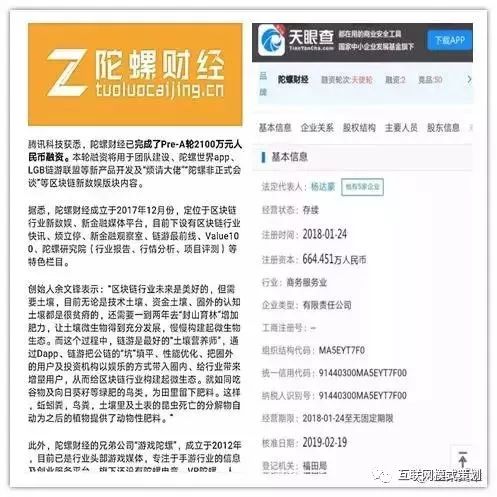 陀螺财经
tuoluocaijing.cn
腾讯科技获悉，陀螺财经已完成了Pre-A轮2100万元人
民币融资。本轮融资将用于团队建设、陀螺世界app、
LGB链游联盟等新产品开发及“烦请大佬”“陀螺非正式会
谈”等区块链新数娱版块内容。
据悉，陀螺财经成立于2017年12月份，定位于区块链
行业新数娱、新金融媒体平台，目前下设有区块链行业
快讯、烦立停、新金融观察室、链游最前线、Value10
0、陀螺研究院（行业报告、行情分析、项目评测）等
特色栏目。
创始人余文锋表示：“区块链行业未来是美好的，但需
要土壤，目前无论是技术土壤、资金土壤、圈外的认知
土壤都是很贫瘠的，还需要一到两年去“封山育林”增加
肥力，让土壤微生物得到充分发展，慢慢构建起微生物
生态。而这个过程中，链游是最好的“土壤营养师”，通
过Dapp、链游把公链的“坑”填平、性能优化、把圈外
的用户及投资机构以娱乐的方式带入圈内、给行业带来
增量用户，从而给区块链行业构建起微生态。就如同吃
谷物及向日葵籽等绿肥的鸟类，为田里留下肥料。这
样，蚯蚓粪，鸟粪，土壤里及土表的昆虫死亡的分解物自
动为之后的植物提供了动物性肥料。”
此外，陀螺财经的兄弟公司“游戏陀螺”，成立于2012年，
目前已是行业头部游戏媒体，专注于手游行业的信息及
天眼查
TianYanCha.com
都在用的商业安全工具
国家中小企业发展基金旗下
下载APP
品牌
陀螺财经
融资轮次:天使轮
融资:2
竞品:50
基本信息
企业关系
股权结构
主要人员
股东信息
基本信息
法定代表人：杨达豪
他有5家企业
经营状态：存续
注册时间：2018-01-24
注册资本：664.451万人民币
行业：商务服务业
企业类型：有限责任公司
工商注册号：-
组织结构代码：MA5EYT7F0
统一信用代码：91440300MA5EYT7F00
纳税人识别号：91440300MA5EYT7F00
经营期限：2018-01-24至无固定期限
核准日期：2019-02-19
登记机关：福田局
互联网模式策划